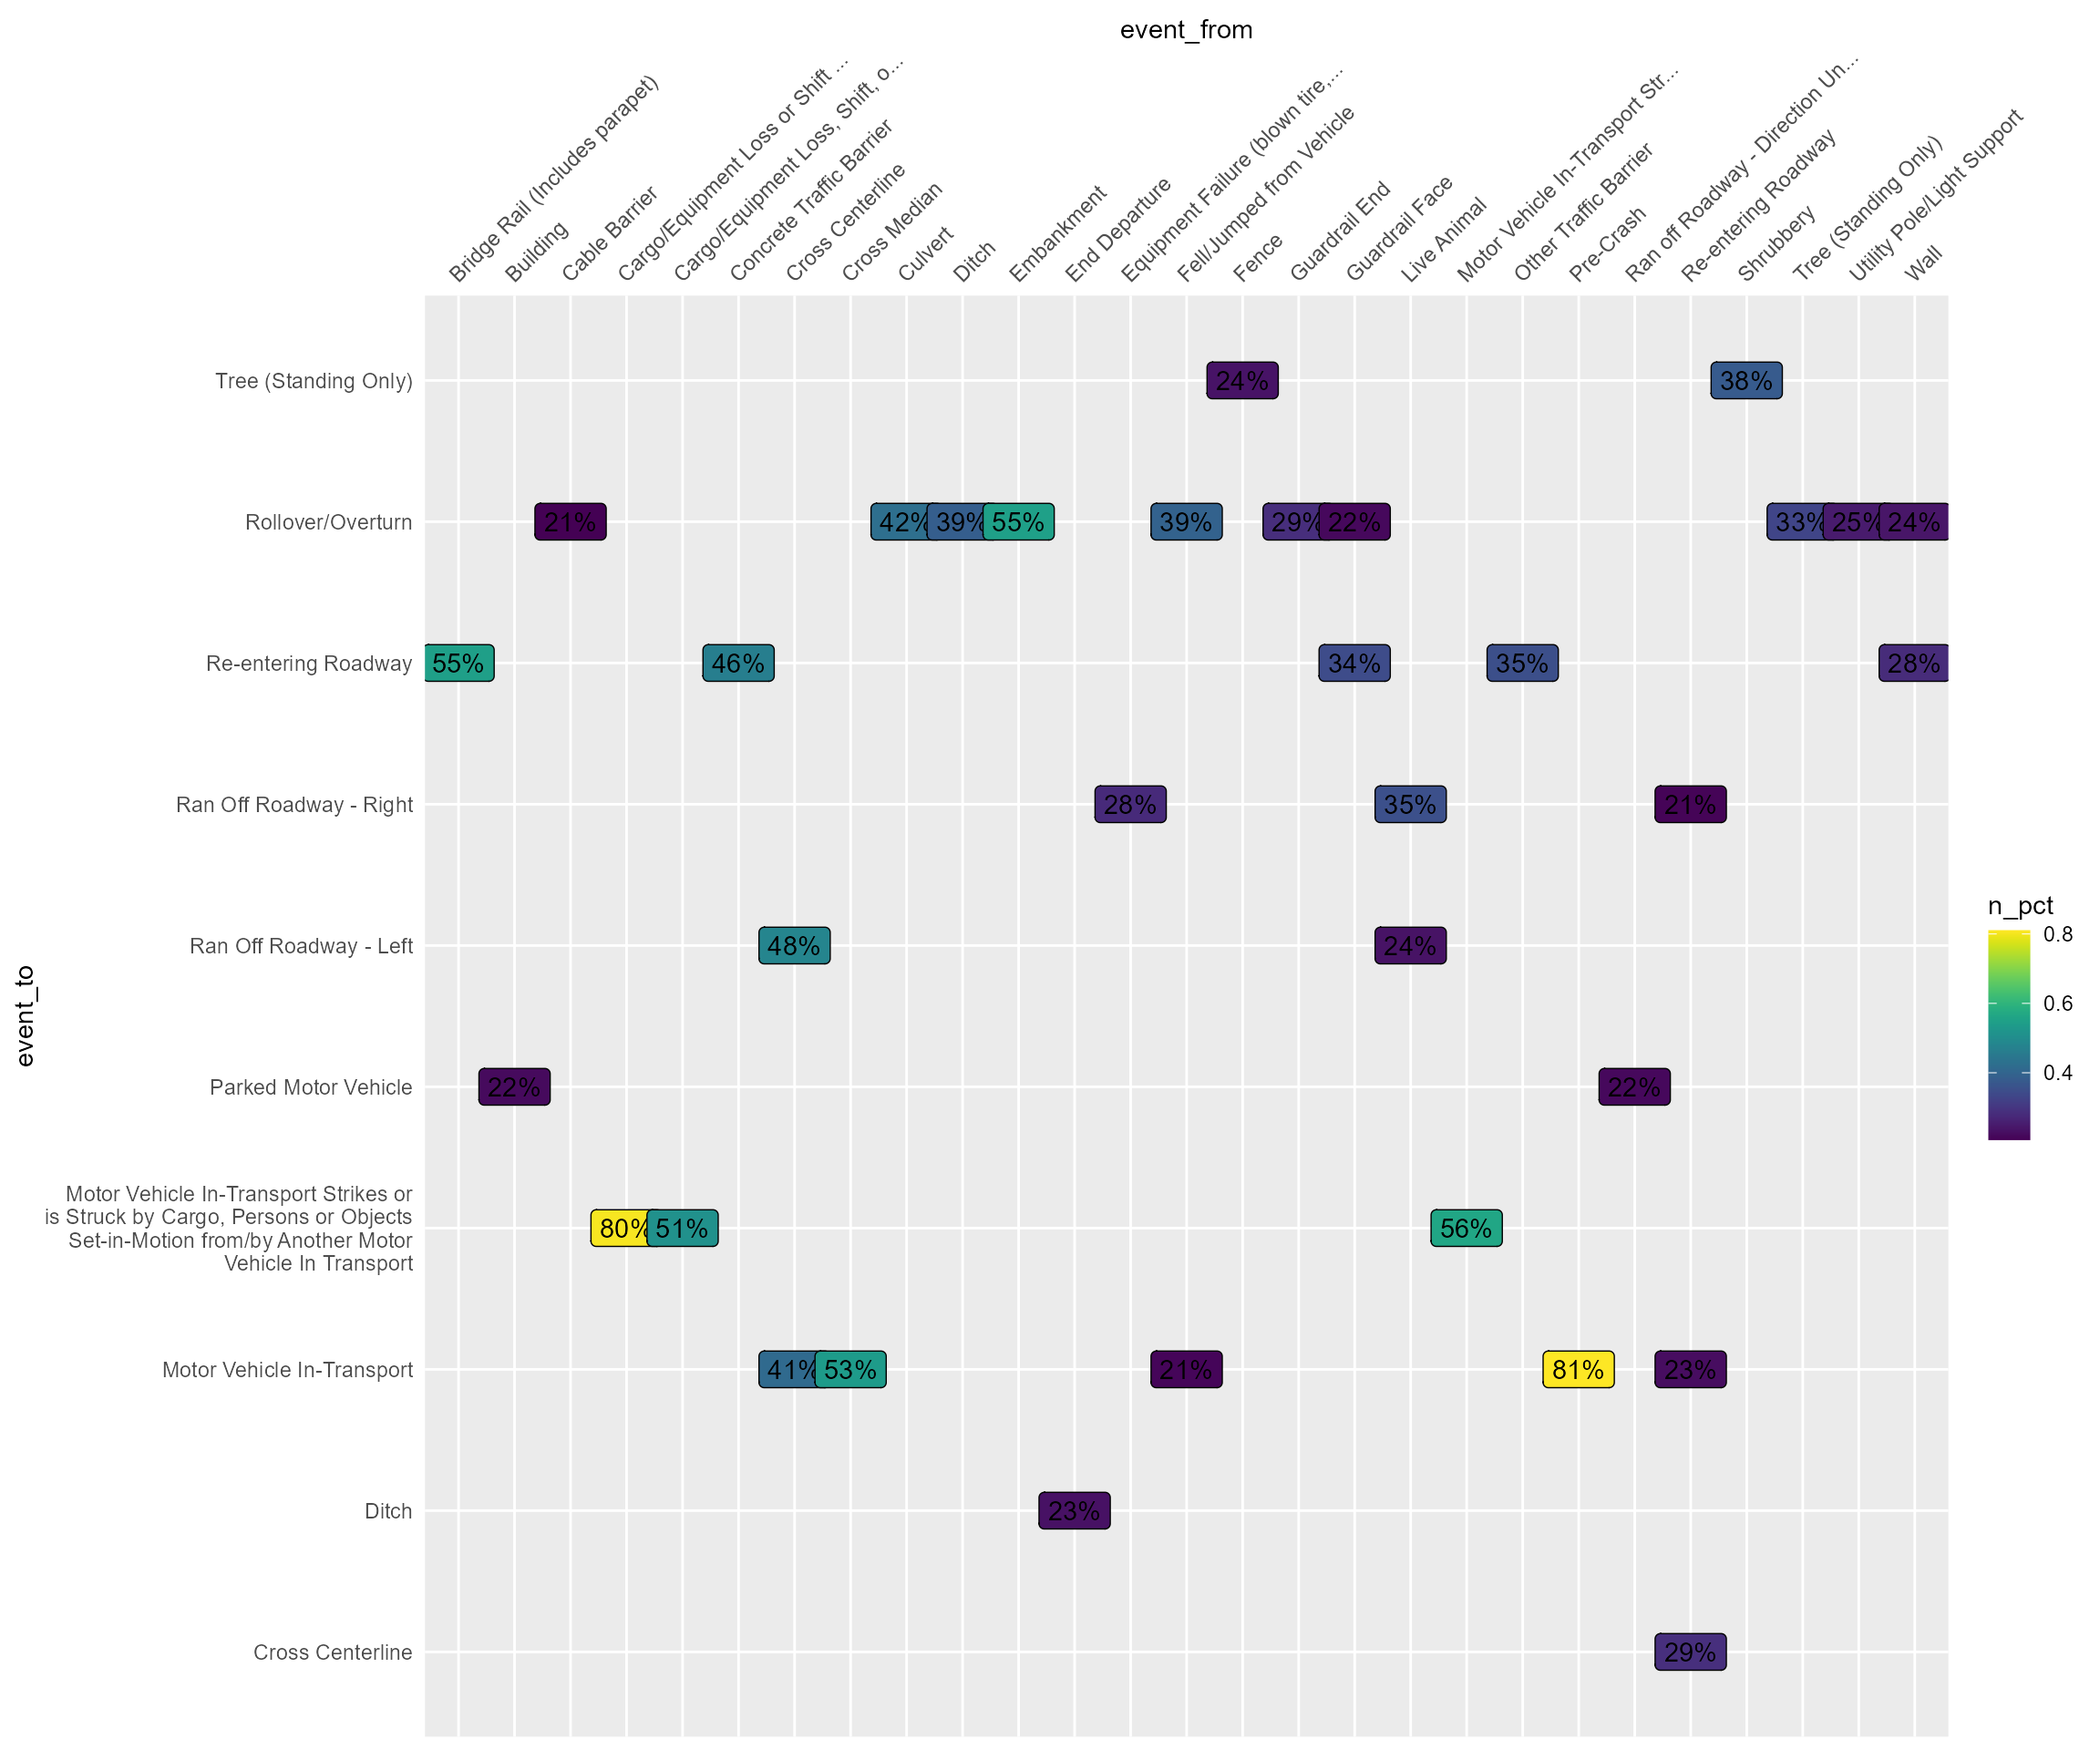 event_from
Bridge Rail (Includes parapet)
Building
Cable Barrier
Cargo/Equipment Loss or Shift ...
Cargo/Equipment Loss, Shift, o...
Concrete Traffic Barrier
Cross Centerline
Cross Median
Culvert
Ditch
Embankment
End Departure
Equipment Failure (blown tire,...
Fell/Jumped from Vehicle
Fence
Guardrail End
Guardrail Face
Live Animal
Motor Vehicle In-Transport Str...
Other Traffic Barrier
Pre-Crash
Ran off Roadway - Direction Un...
Re-entering Roadway
Shrubbery
Tree (Standing Only)
Utility Pole/Light Support
Wall
Tree (Standing Only)
24%
38%
Rollover/Overturn
21%
42%
39%
55%
39%
29%
22%
33%
25%
24%
Re-entering Roadway
55%
46%
34%
35%
28%
Ran Off Roadway - Right
28%
35%
21%
Ran Off Roadway - Left
48%
24%
Parked Motor Vehicle
22%
22%
Motor Vehicle In-Transport Strikes or
is Struck by Cargo, Persons or Objects
Set-in-Motion from/by Another Motor
Vehicle In Transport
80%
51%
56%
Motor Vehicle In-Transport
41%
53%
21%
81%
23%
Ditch
23%
Cross Centerline
29%
event_to
n_pct
0.8
0.6
0.4